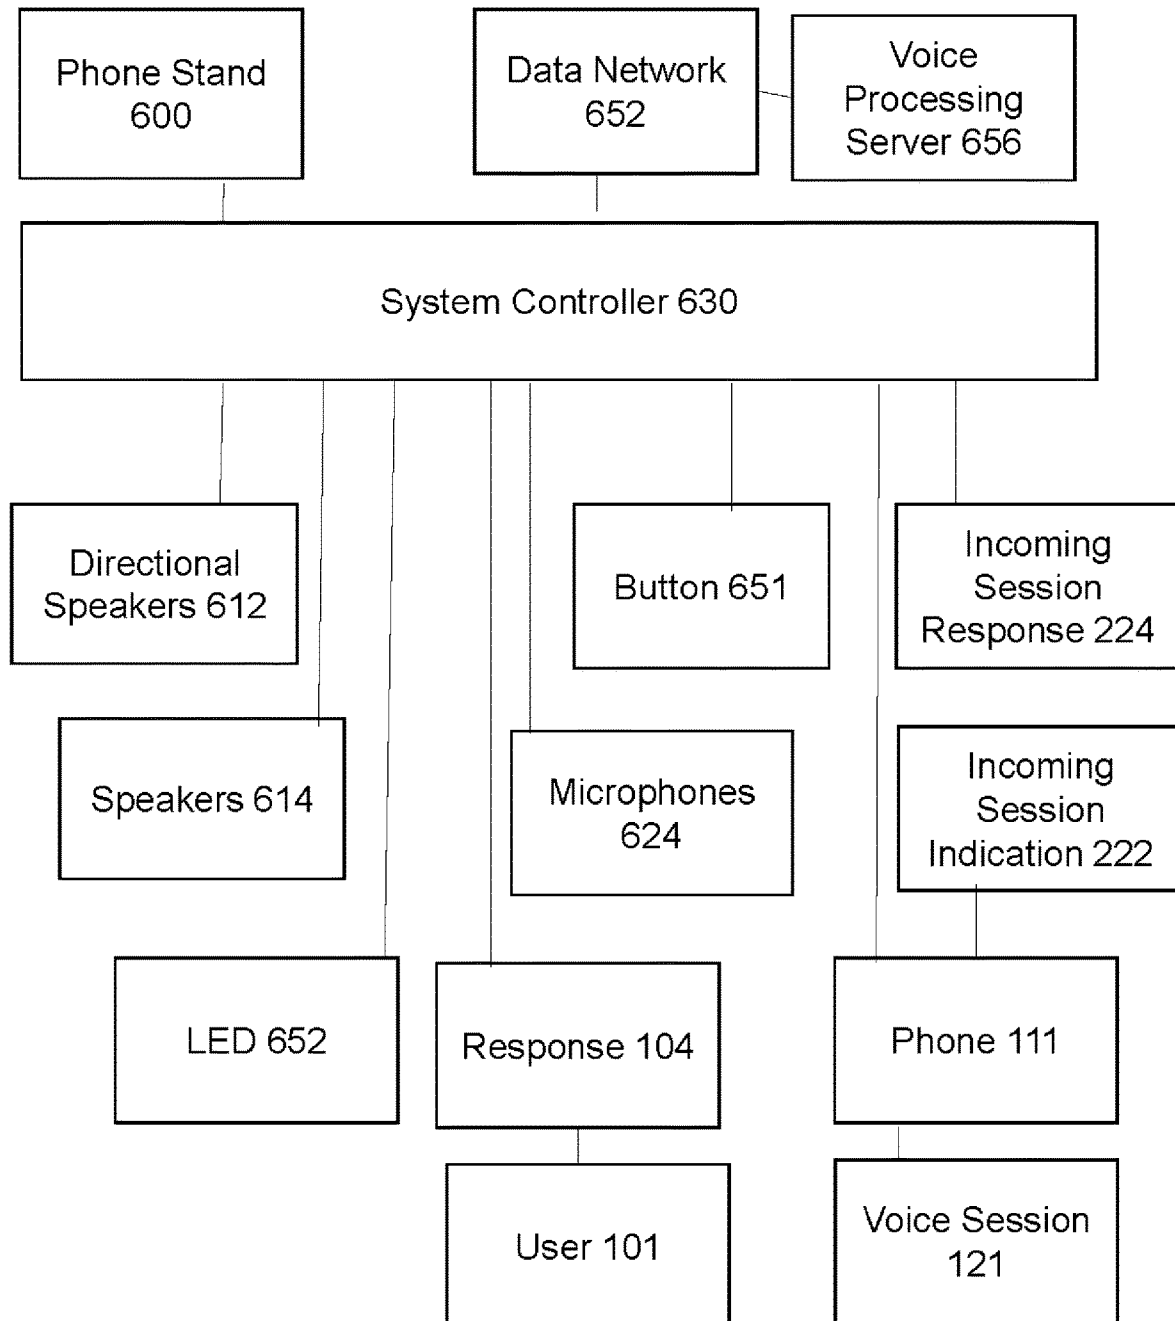 Phone Stand
600
Data Network
652
Voice
Processing
Server 656
System Controller 630
Directional
Speakers 612
Button 651
Incoming
Session
Response 224
Speakers 614
Microphones
624
Incoming
Session
Indication 222
LED 652
Response 104
Phone 111
User 101
Voice Session
121